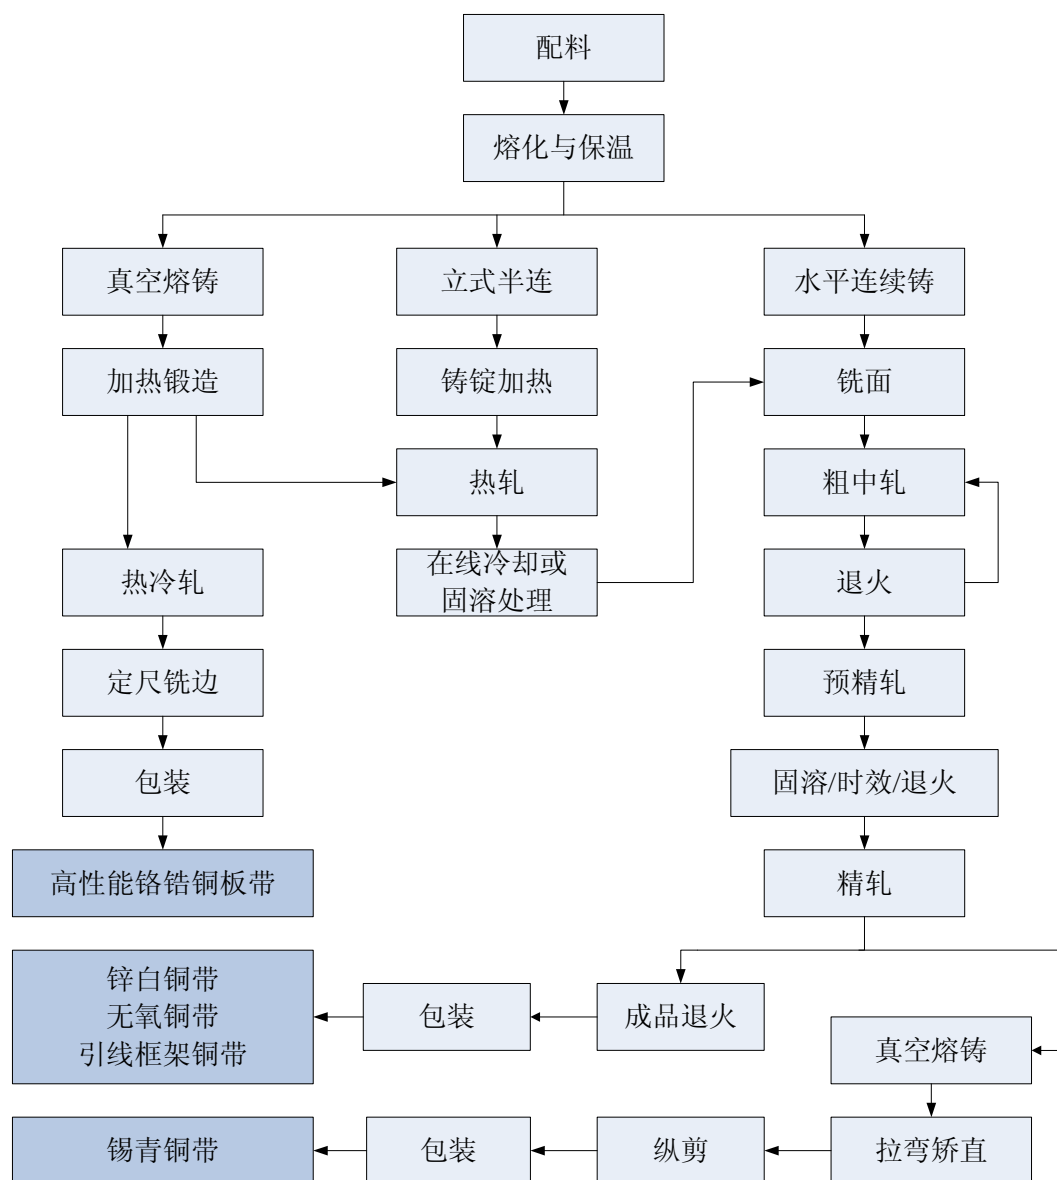 配料
熔化与保温
真空熔铸
立式半连
水平连续铸
加热锻造
铸锭加热
铣面
热轧
粗中轧
热冷轧
在线冷却或
固溶处理
退火
定尺铣边
预精轧
包装
固溶/时效/退火
高性能铬锆铜板带
精轧
锌白铜带
无氧铜带
引线框架铜带
包装
成品退火
真空熔铸
锡青铜带
包装
纵剪
拉弯矫直